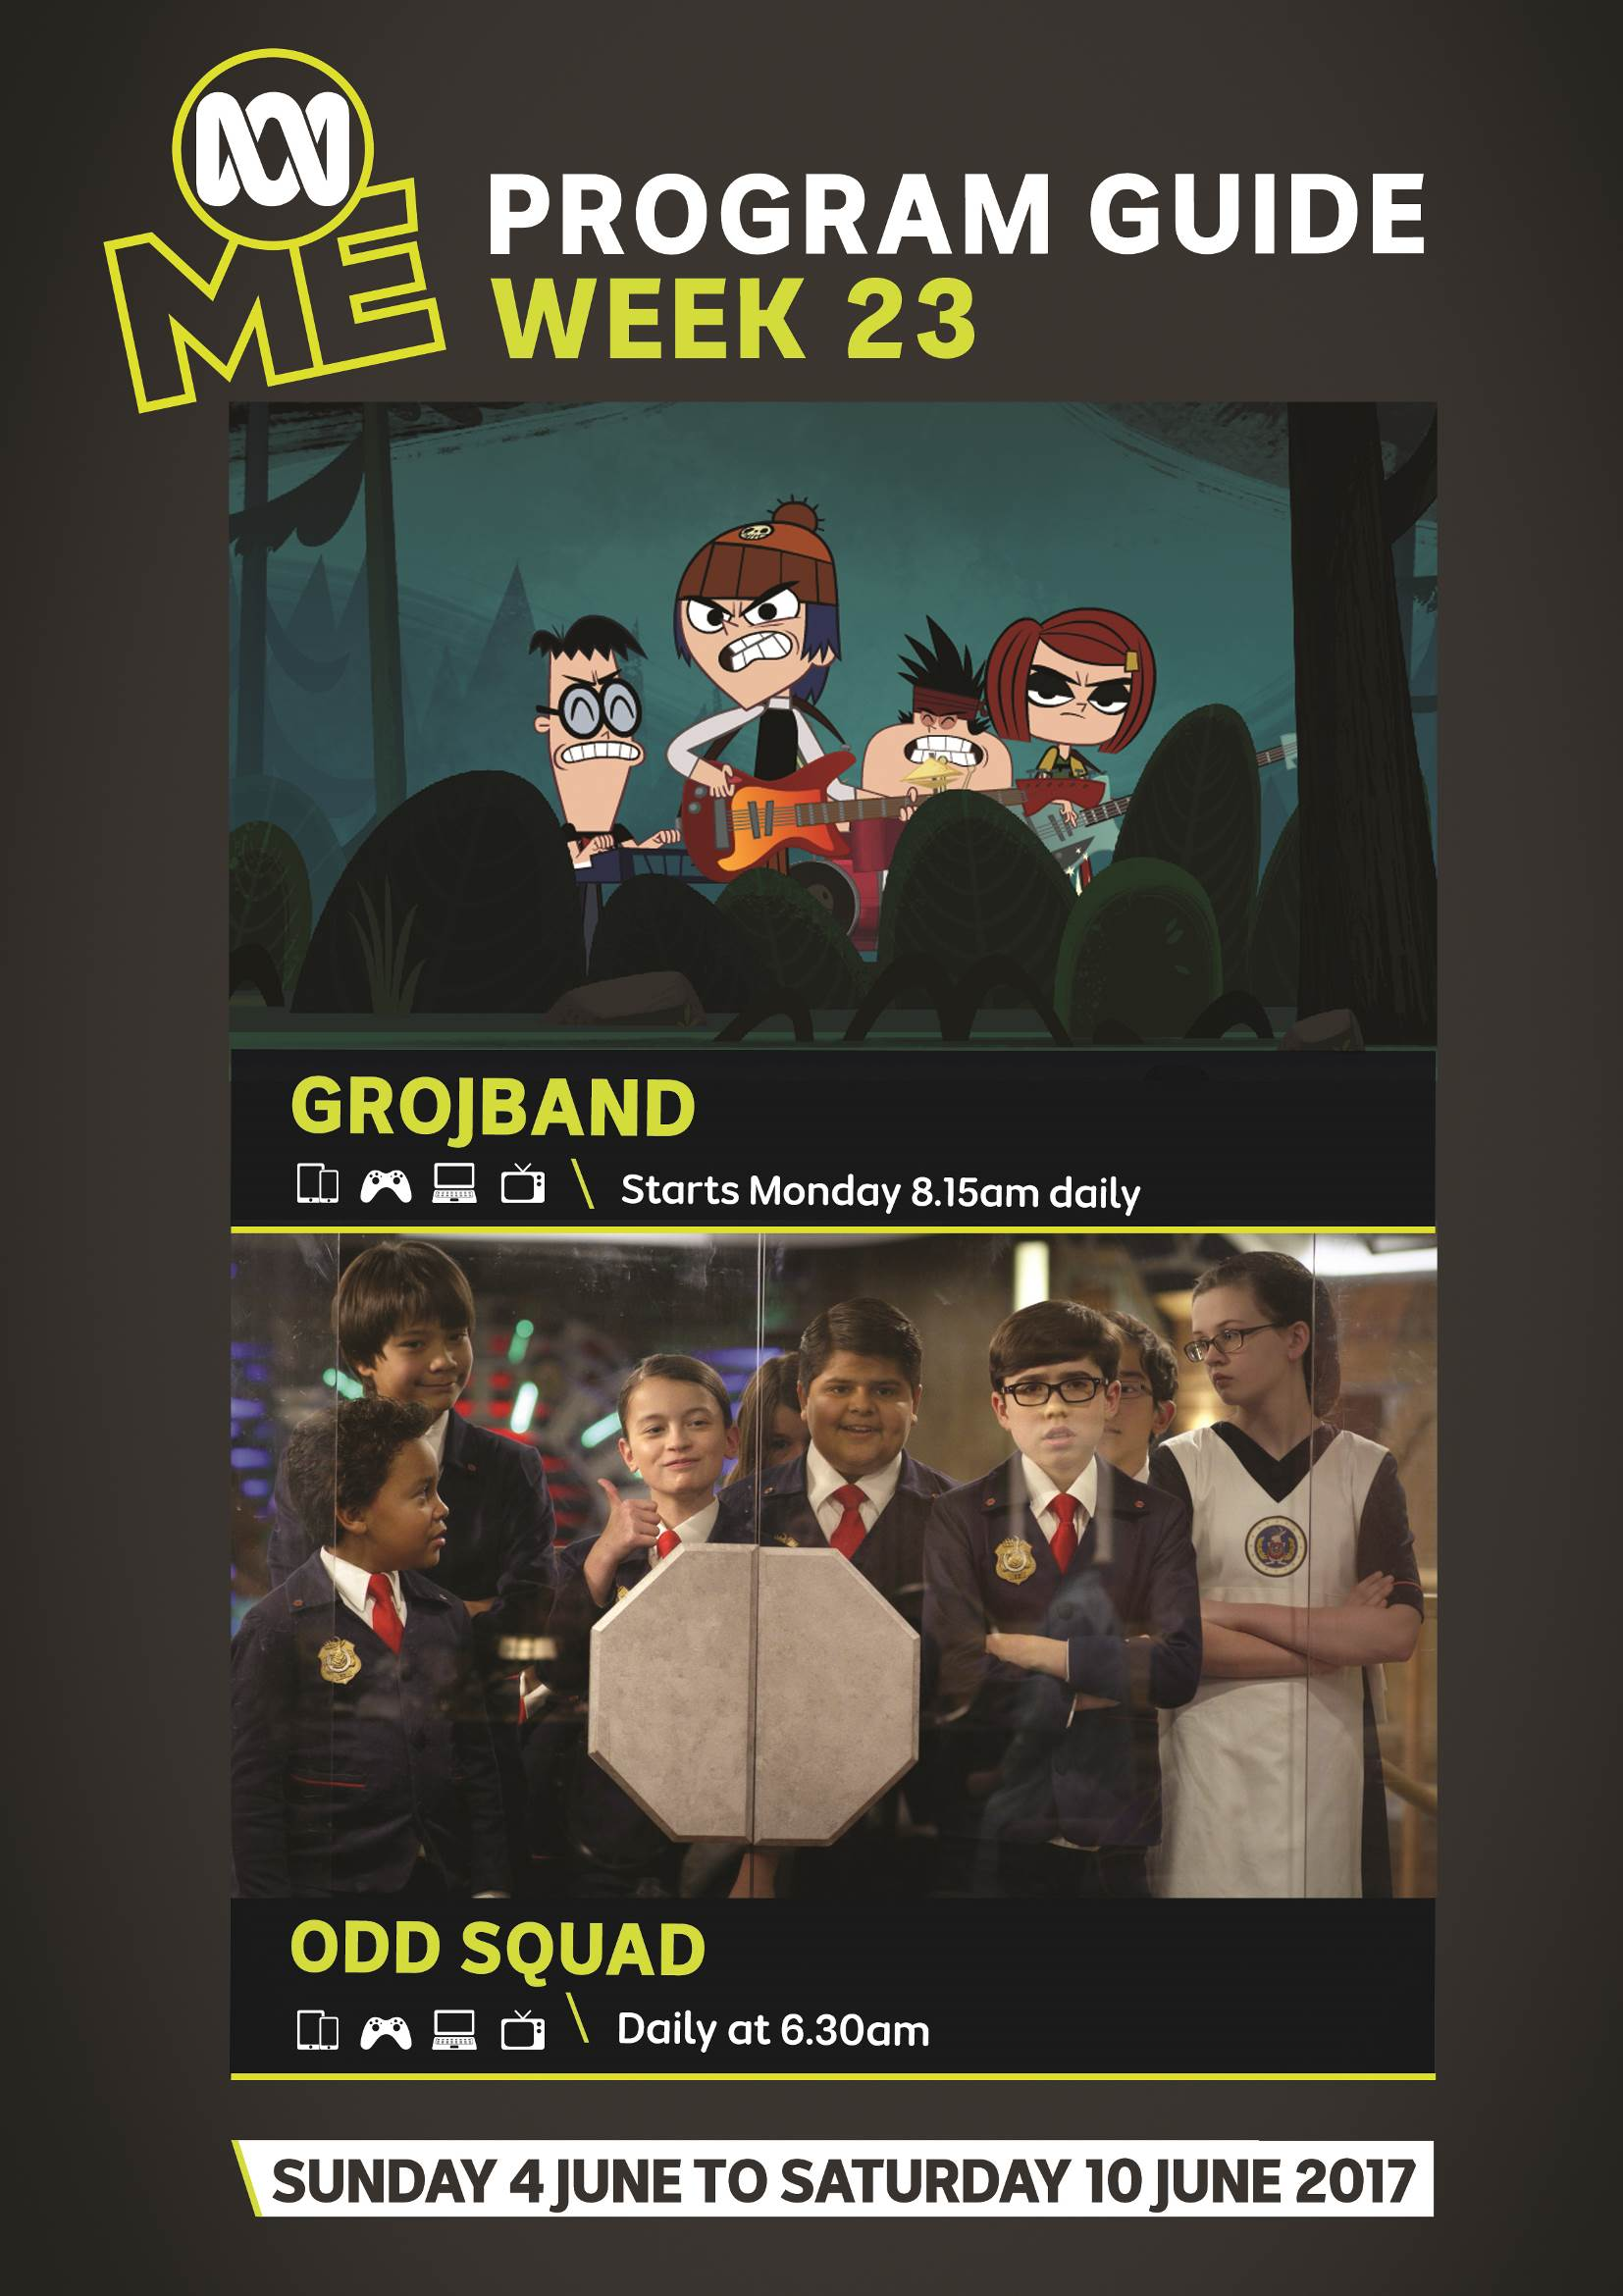 ME
PROGRAM GUIDE
WEEK 23
GROJBAND
Starts Monday 8.15am daily
ODD SQUAD
Daily at 6.30am
SUNDAY 4 JUNE TO SATURDAY 10 JUNE 2017